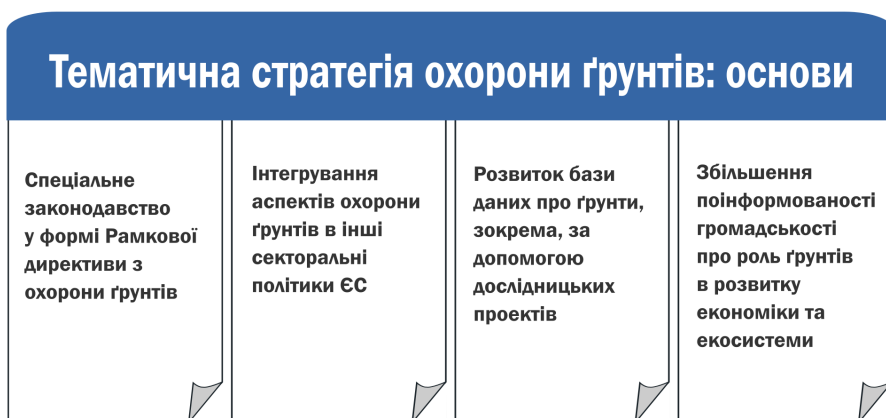 Тематична стратегія охорони ґрунтів: основи
Спеціальне
законодавство
у формі Рамкової
директиви з
охорони ґрунтів
Інтегрування
аспектів охорони
ґрунтів в інші
секторальні
політики ЄС
Розвиток бази
даних про ґрунти,
зокрема, за
допомогою
дослідницьких
проектів
Збільшення
поінформованості
громадськості
про роль ґрунтів
в розвитку
економіки та
екосистеми